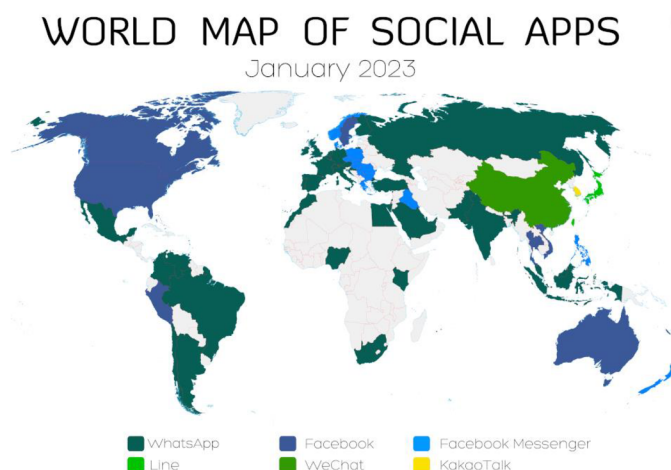 WORLD MAP OF SOCIAL APPS
January 2023
WhatsApp Facebook Facebook Messenger
Line WeChat KakaoTalk